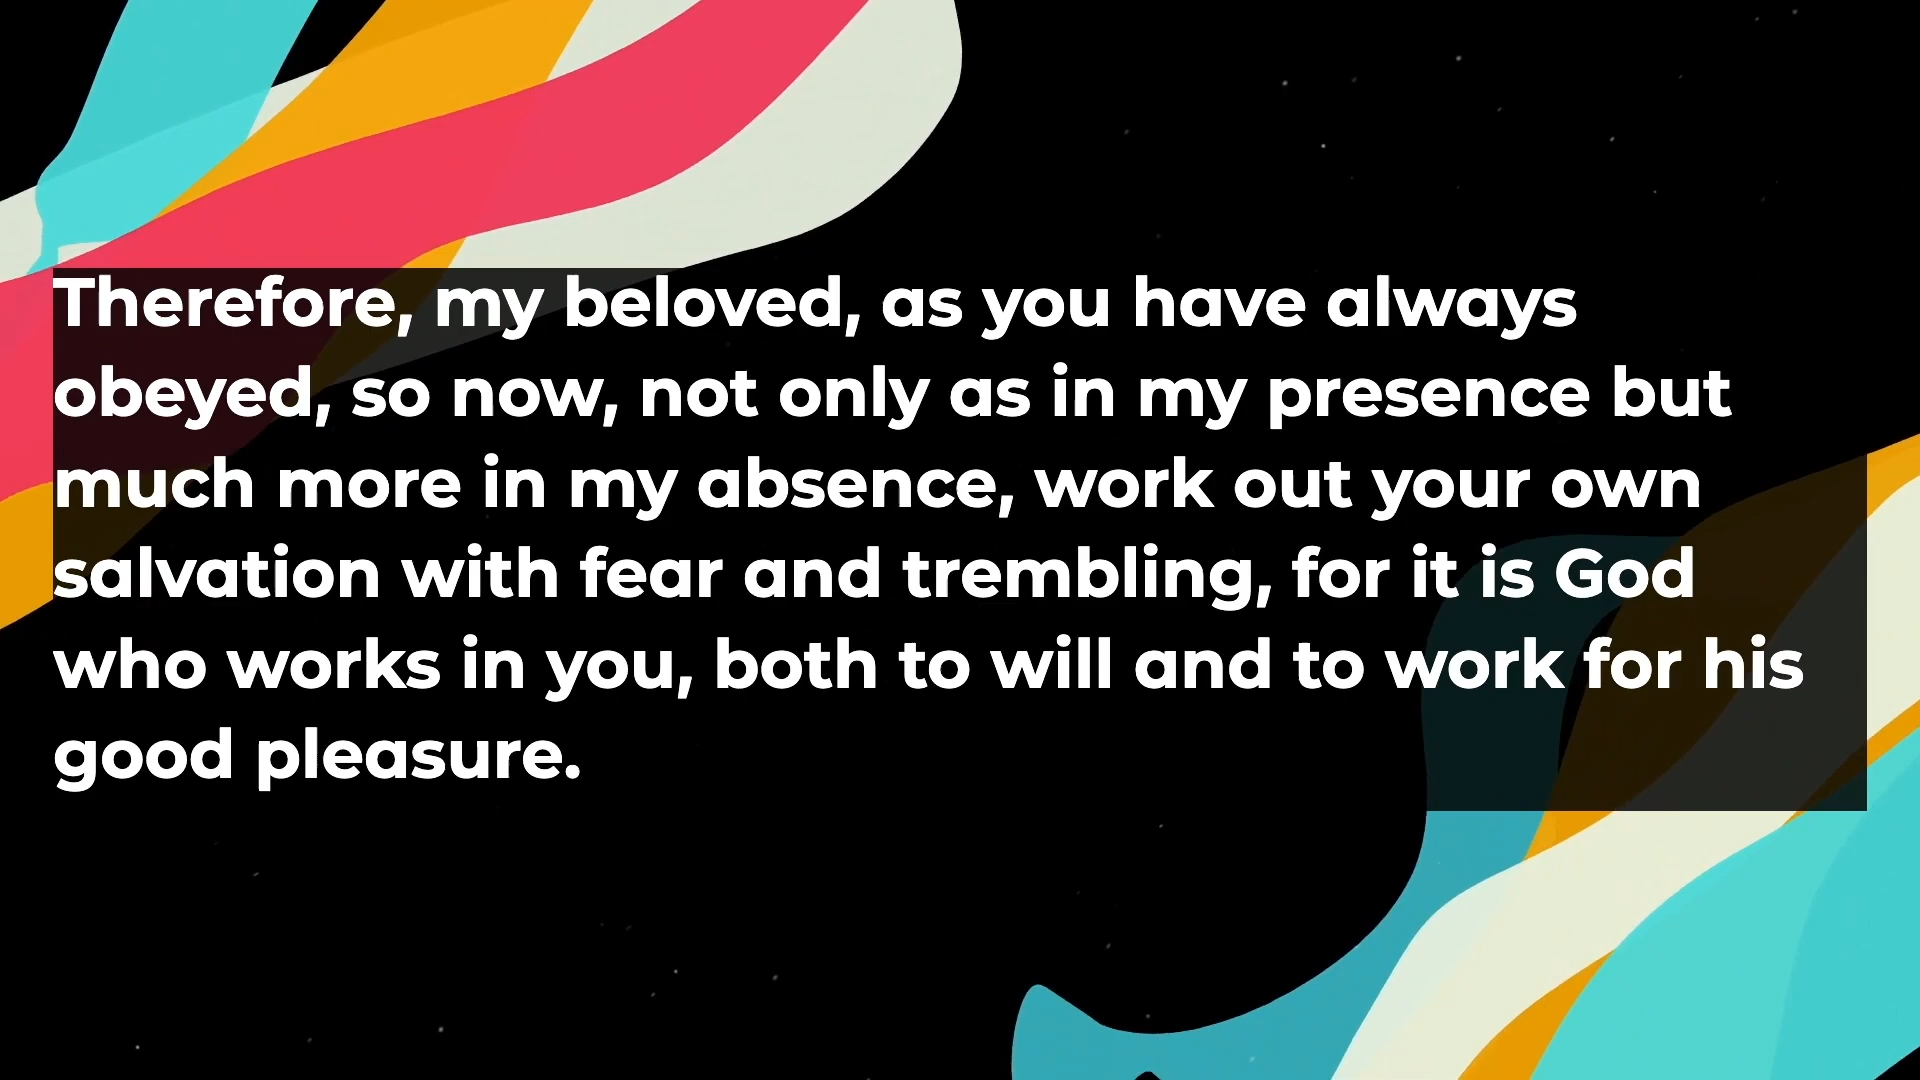 Therefore, my beloved, as you have always
obeyed, so now, not only as in my presence but
much more in my absence, work out your own
salvation with fear and trembling, for it is God
who works in you, both to will and to work for his
good pleasure.